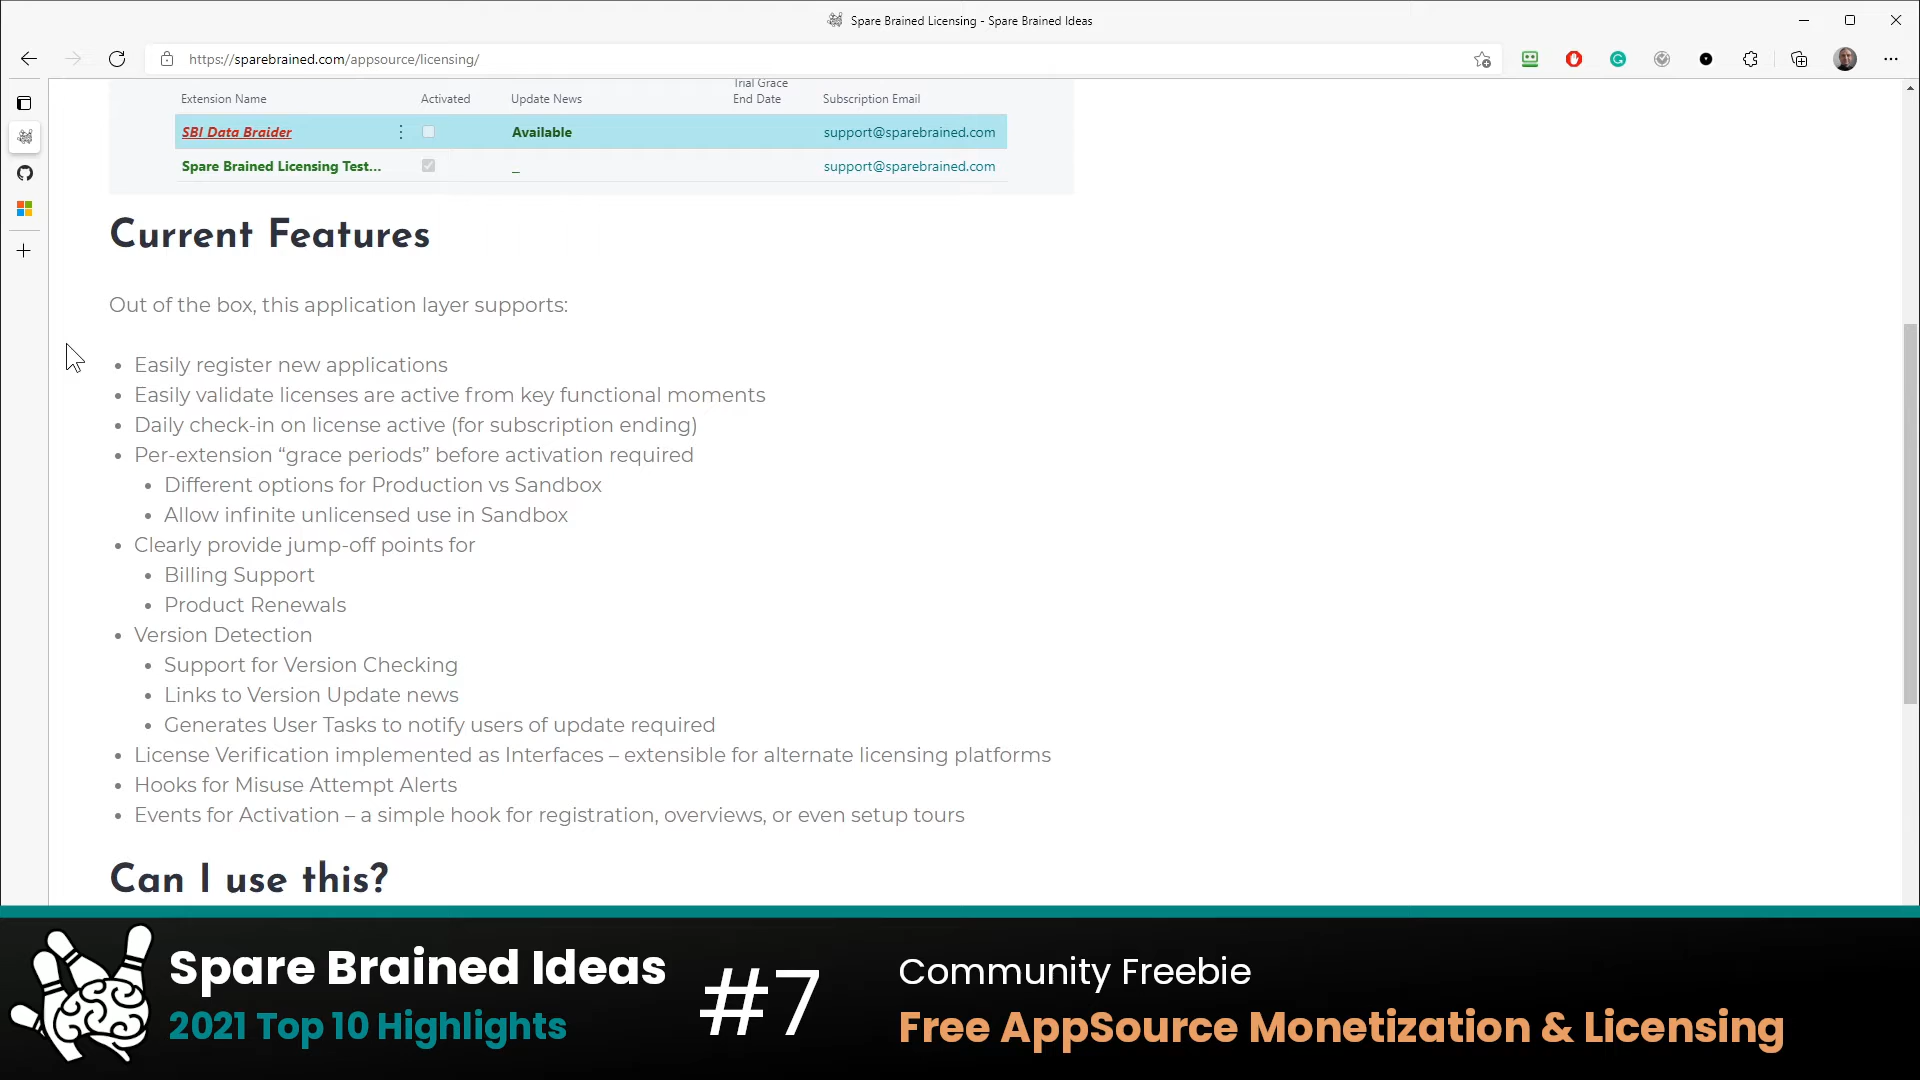 Spare Brained Licensing - Spare Brained Ideas
https://sparebrained.com/appsource/licensing/
Trial Grace
Extension Name Activated Update News End Date Subscription Email
SBI Data Braider Available support@sparebrained.com
Spare Brained Licensing Test... _ support@sparebrained.com
Current Features
Out of the box, this application layer supports:
• Easily register new applications
• Easily validate licenses are active from key functional moments
• Daily check-in on license active (for subscription ending)
• Per-extension “grace periods” before activation required
• Different options for Production vs Sandbox
• Allow infinite unlicensed use in Sandbox
• Clearly provide jump-off points for
• Billing Support
• Product Renewals
• Version Detection
• Support for Version Checking
• Links to Version Update news
• Generates User Tasks to notify users of update required
• License Verification implemented as Interfaces – extensible for alternate licensing platforms
• Hooks for Misuse Attempt Alerts
• Events for Activation – a simple hook for registration, overviews, or even setup tours
Can I use this?
Spare Brained Ideas
2021 Top 10 Highlights
#7
Community Freebie
Free AppSource Monetization & Licensing